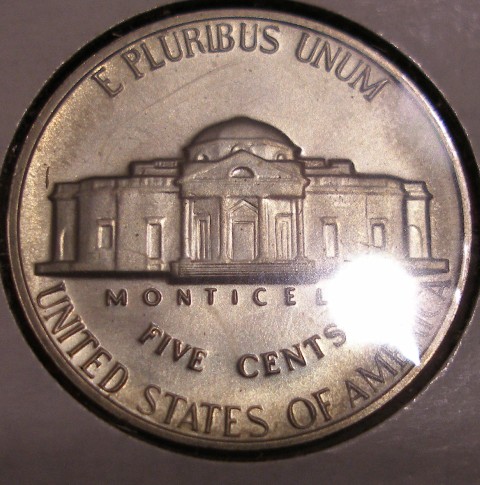 E PLURIBUS UNUM
MONTICEL
FIVE CENTS
UNITED STATES OF AMERICA